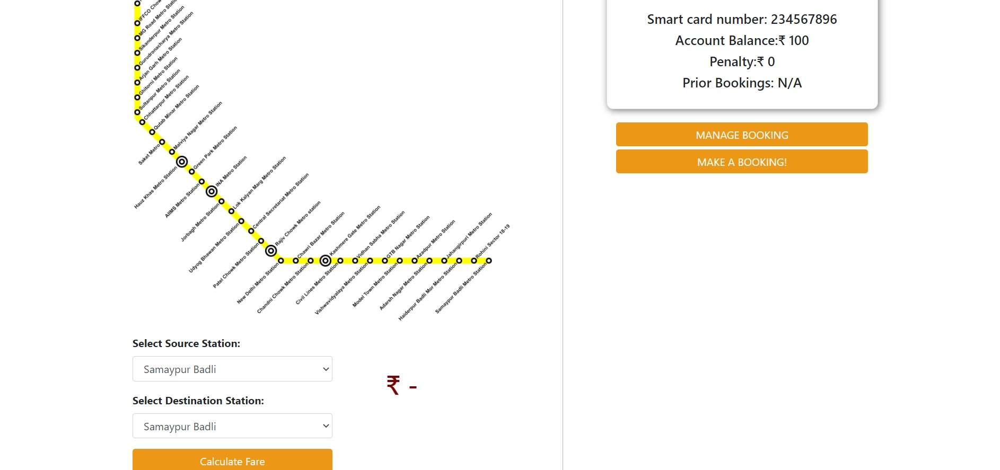 IFFCO Chow
MG Road Metro Statio
Sikanderpur Metro Station
Gurudronacharya Metro Station
Arjan Garh Metro Station
Ghitorni Metro Station
Sultanpur Metro Station
Chhattarpur Metro Station
Qutab Minar Metro Station
Saket Metro
Malviya Nagar Metro Station
Hauz Khas Metro Station
Green Park Metro Station
AIIMS Metro Station
INA Metro Station
Jorbagh Metro Station
Lok Kalyan Marg Metro Station
Udyog Bhawan Metro Station
Central Secretariat Metro Station
Patel Chowk Metro Station
Rajiv Chowk Metro station
New Delhi Metro Station
Chawri Bazar Metro Station
Chandni Chowk Metro Station
Kashmere Gate Metro Station
Civil Lines Metro Station
Vidhan Sabha Metro Station
Vishwavidyalaya Metro Station
GTB Nagar Metro Station
Model Town Metro Station
Azadpur Metro Station
Adarsh Nagar Metro Station
Jahangirpuri Metro Station
Haiderpur Badli Mor Metro Station
Rohini Sector 18-19
Samaypur Badli Metro Station
Select Source Station:
Samaypur Badli
₹ -
Select Destination Station:
Samaypur Badli
Calculate Fare
Smart card number: 234567896
Account Balance:₹ 100
Penalty:₹ 0
Prior Bookings: N/A
MANAGE BOOKING
MAKE A BOOKING!